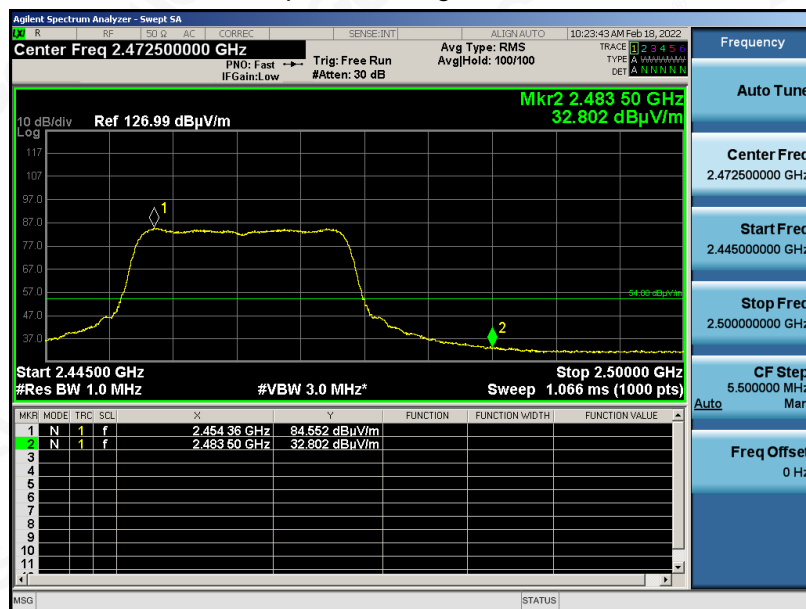 Agilent Spectrum Analyzer - Swept SA
LXI R RF 50 Ω AC CORREC SENSE:INT ALIGN AUTO 10:23:43 AM Feb 18, 2022
Center Freq 2.472500000 GHz
PNO: Fast
IFGain:Low
Trig: Free Run
#Atten: 30 dB
Avg Type: RMS
Avg|Hold: 100/100
TRACE 1 2 3 4 5 6
TYPE A WWWWW
DET A N N N N N
Mkr2 2.483 50 GHz
32.802 dBµV/m
10 dB/div Ref 126.99 dBµV/m
Log
117
107
97.0
87.0
77.0
67.0
57.0
47.0
37.0
1
54.00 dBµV/m
2
Start 2.44500 GHz Stop 2.50000 GHz
#Res BW 1.0 MHz #VBW 3.0 MHz* Sweep 1.066 ms (1000 pts)
MKR MODE TRC SCL X Y FUNCTION FUNCTION WIDTH FUNCTION VALUE
1 N 1 f 2.454 36 GHz 84.552 dBµV/m
2 N 1 f 2.483 50 GHz 32.802 dBµV/m
3
4
5
6
7
8
9
10
11
MSG STATUS
Frequency
Auto Tune
Center Freq
2.472500000 GHz
Start Freq
2.445000000 GHz
Stop Freq
2.500000000 GHz
CF Step
5.500000 MHz
Auto Man
Freq Offset
0 Hz